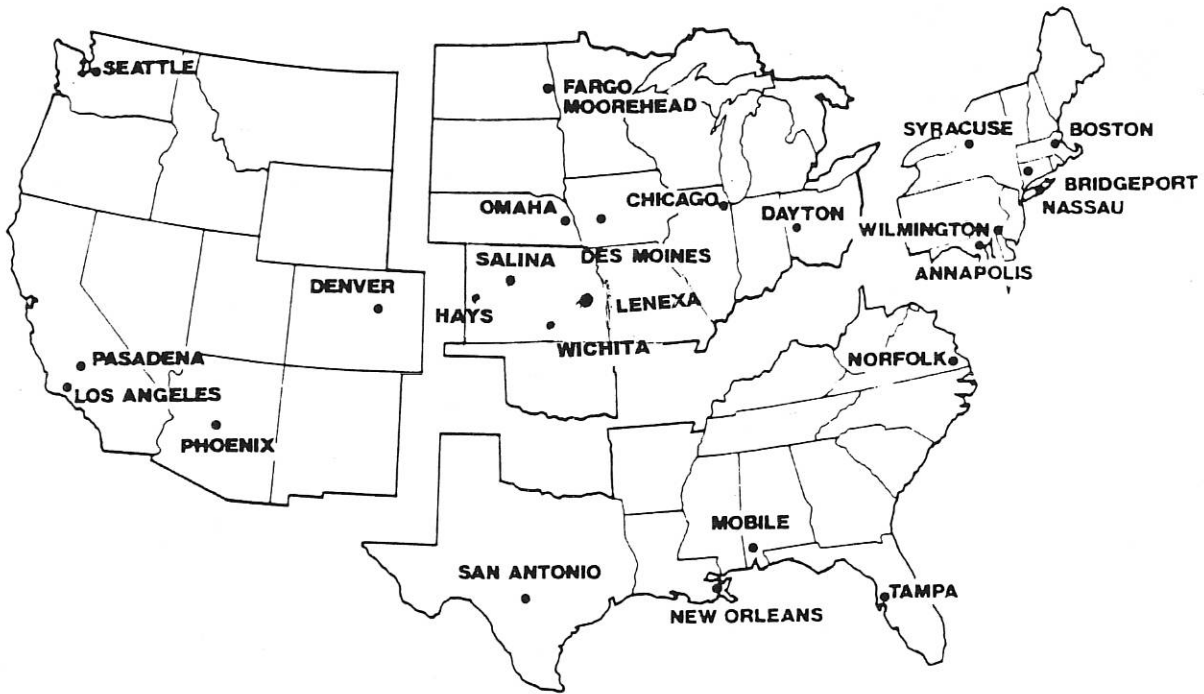 SEATTLE
FARGO
MOOREHEAD
SYRACUSE
BOSTON
BRIDGEPORT
NASSAU
OMAHA
CHICAGO
DAYTON
WILMINGTON
DES MOINES
SALINA
ANNAPOLIS
DENVER
HAYS
LENEXA
WICHITA
PASADENA
NORFOLK
LOS ANGELES
PHOENIX
MOBILE
SAN ANTONIO
TAMPA
NEW ORLEANS